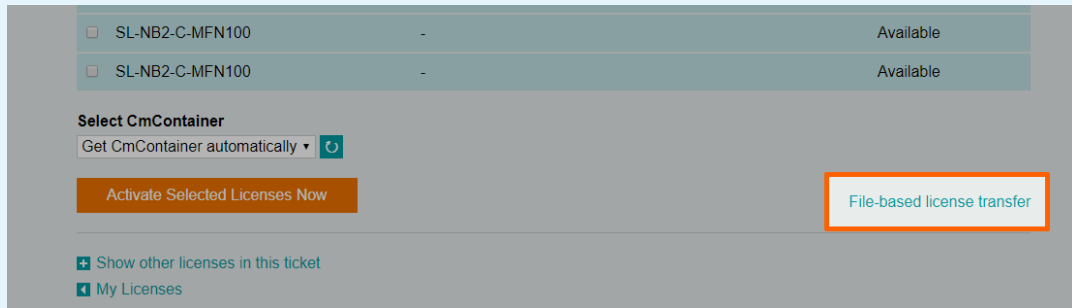 SL-NB2-C-MFN100 - Available
SL-NB2-C-MFN100 - Available
Select CmContainer
Get CmContainer automatically
Activate Selected Licenses Now
File-based license transfer
Show other licenses in this ticket
My Licenses